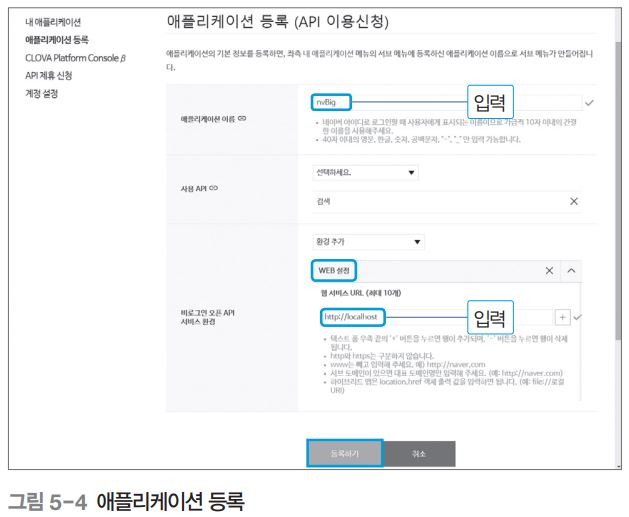 내 애플리케이션
애플리케이션 등록
CLOVA Platform Console β
API 제휴 신청
계정 설정
애플리케이션 등록 (API 이용신청)
애플리케이션의 기본 정보를 등록하면, 좌측 내 애플리케이션 메뉴의 서브 메뉴에 등록하신 애플리케이션 이름으로 서브 메뉴가 만들어집니
다.
애플리케이션 이름
nvBig
입력
네이버 아이디로 로그인할 때 사용자에게 표시되는 이름이므로 가급적 10자 이내의 간결
한 이름을 사용해주세요.
40자 이내의 영문, 한글, 숫자, 공백문자, "-", "_" 만 입력 가능합니다.
사용 API
선택하세요.
검색
비로그인 오픈 API
서비스 환경
환경 추가
WEB 설정
웹 서비스 URL (최대 10개)
http://localhost
입력
텍스트 폼 우측 끝의 '+' 버튼을 누르면 행이 추가되며, '-' 버튼을 누르면 행이 삭제
됩니다.
http와 https는 구분하지 않습니다.
www는 빼고 입력해 주세요. 예) http://naver.com
서브 도메인이 있으면 대표 도메인명만 입력해 주세요. (예: http://naver.com)
하이브리드 앱은 location.href 객체 출력 값을 입력하면 됩니다. (예: file://로컬
URI)
등록하기
취소
그림 5-4 애플리케이션 등록